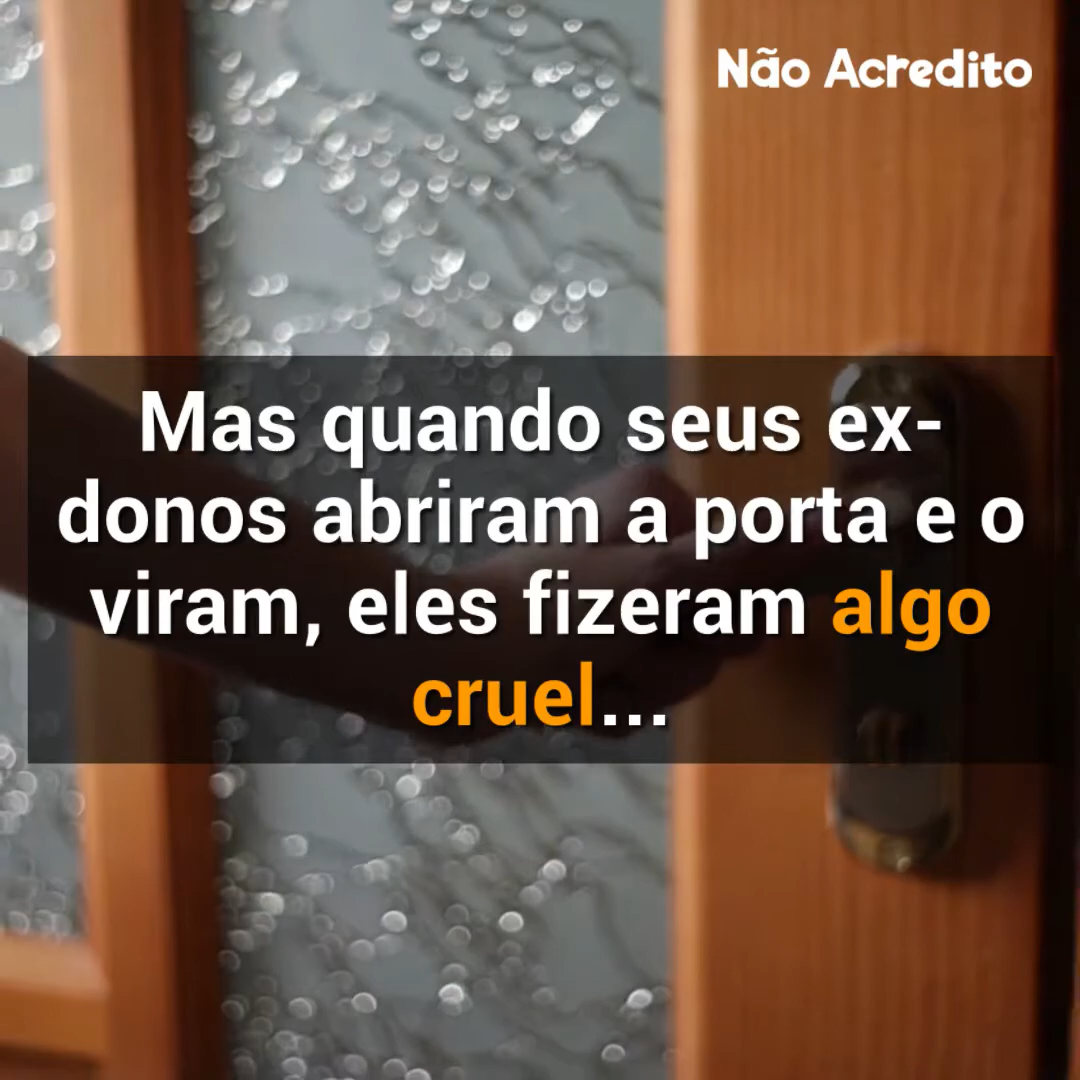 Não Acredito
Mas quando seus ex-
donos abriram a porta e o
viram, eles fizeram algo
cruel...